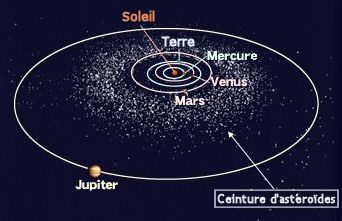 Soleil
Terre
Mercure
Venus
Mars
Jupiter
Ceinture d'astéroïdes